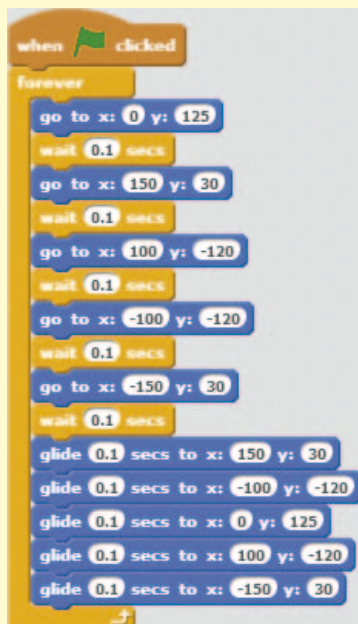 when clicked
forever
go to x: 0 y: 125
wait 0.1 secs
go to x: 150 y: 30
wait 0.1 secs
go to x: 100 y: -120
wait 0.1 secs
go to x: -100 y: -120
wait 0.1 secs
go to x: -150 y: 30
wait 0.1 secs
glide 0.1 secs to x: 150 y: 30
glide 0.1 secs to x: -100 y: -120
glide 0.1 secs to x: 0 y: 125
glide 0.1 secs to x: 100 y: -120
glide 0.1 secs to x: -150 y: 30